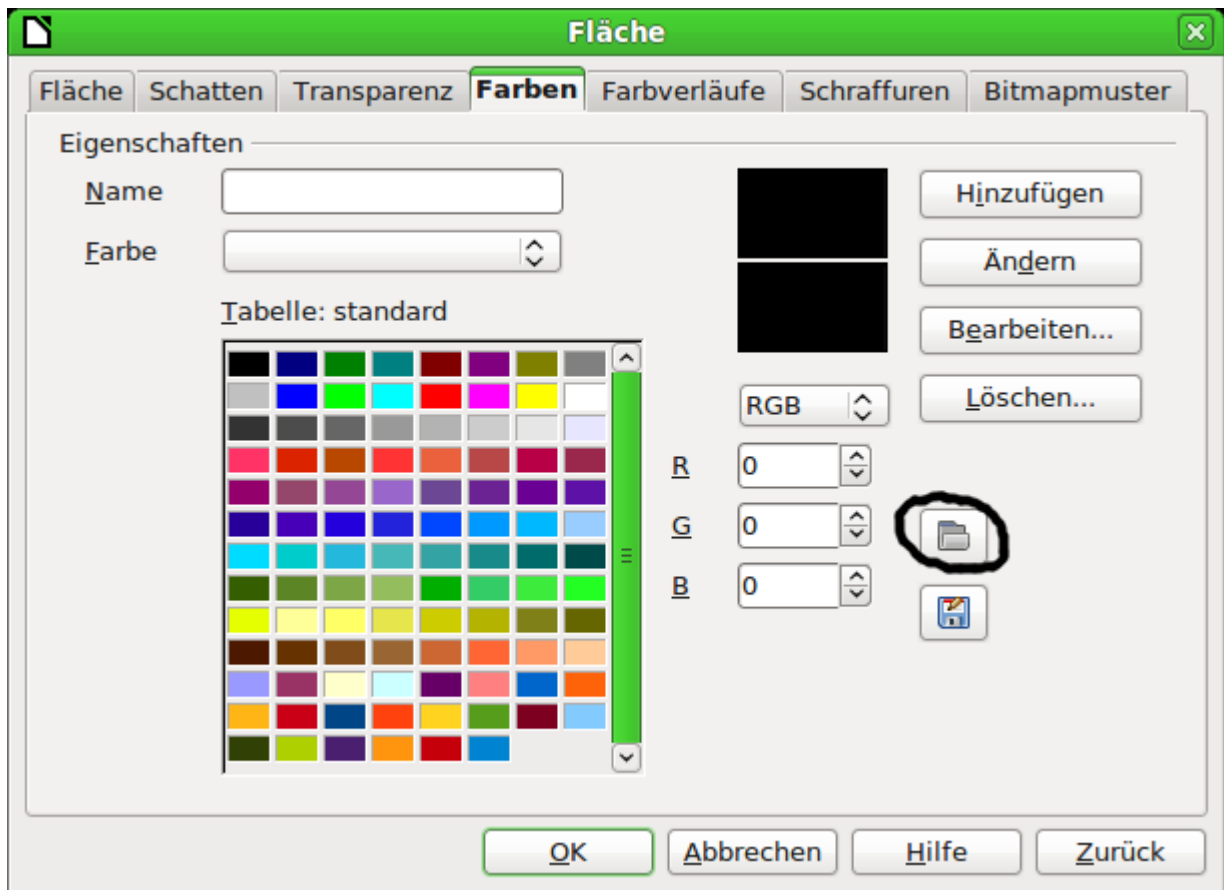 Fläche
Fläche Schatten Transparenz Farben Farbverläufe Schraffuren Bitmapmuster
Eigenschaften
Name
Hinzufügen
Farbe
Ändern
Tabelle: standard
Bearbeiten...
RGB
Löschen...
R 0
G 0
B 0
OK Abbrechen Hilfe Zurück